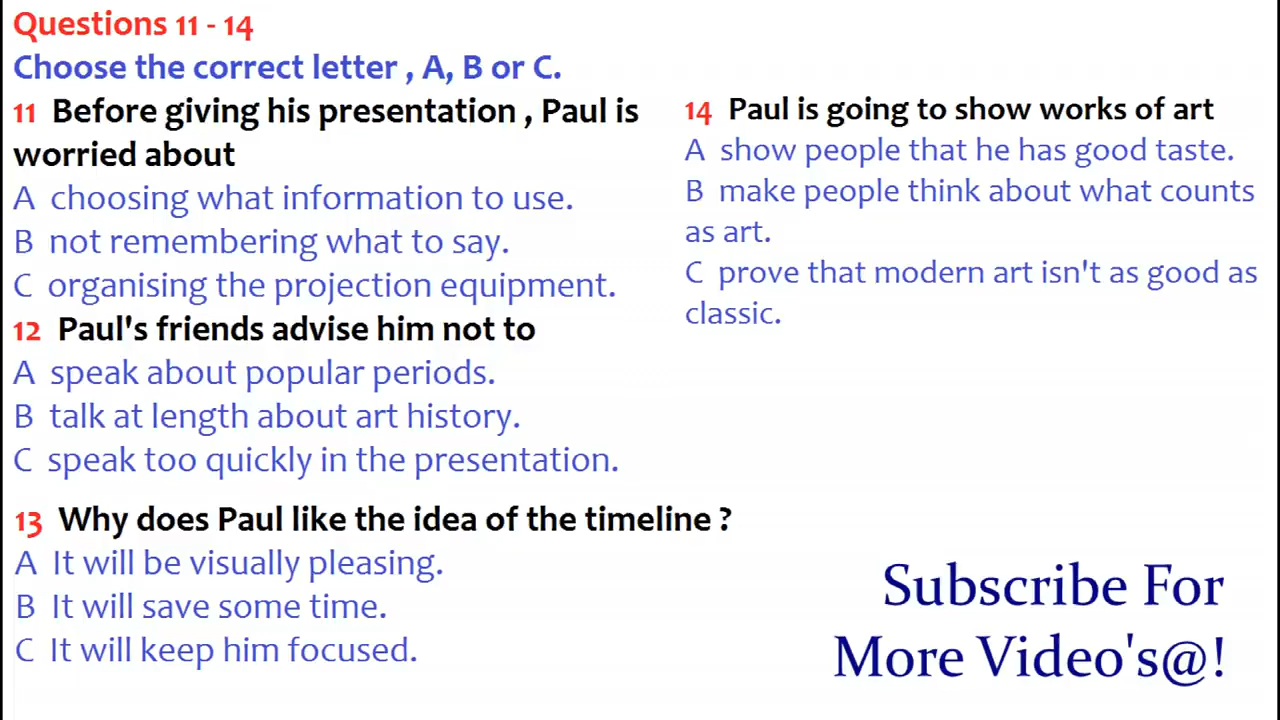 Questions 11 - 14
Choose the correct letter , A, B or C.
11 Before giving his presentation , Paul is
worried about
A choosing what information to use.
B not remembering what to say.
C organising the projection equipment.
12 Paul's friends advise him not to
A speak about popular periods.
B talk at length about art history.
C speak too quickly in the presentation.
13 Why does Paul like the idea of the timeline ?
A It will be visually pleasing.
B It will save some time.
C It will keep him focused.
14 Paul is going to show works of art
A show people that he has good taste.
B make people think about what counts
as art.
C prove that modern art isn't as good as
classic.
Subscribe For
More Video's@!